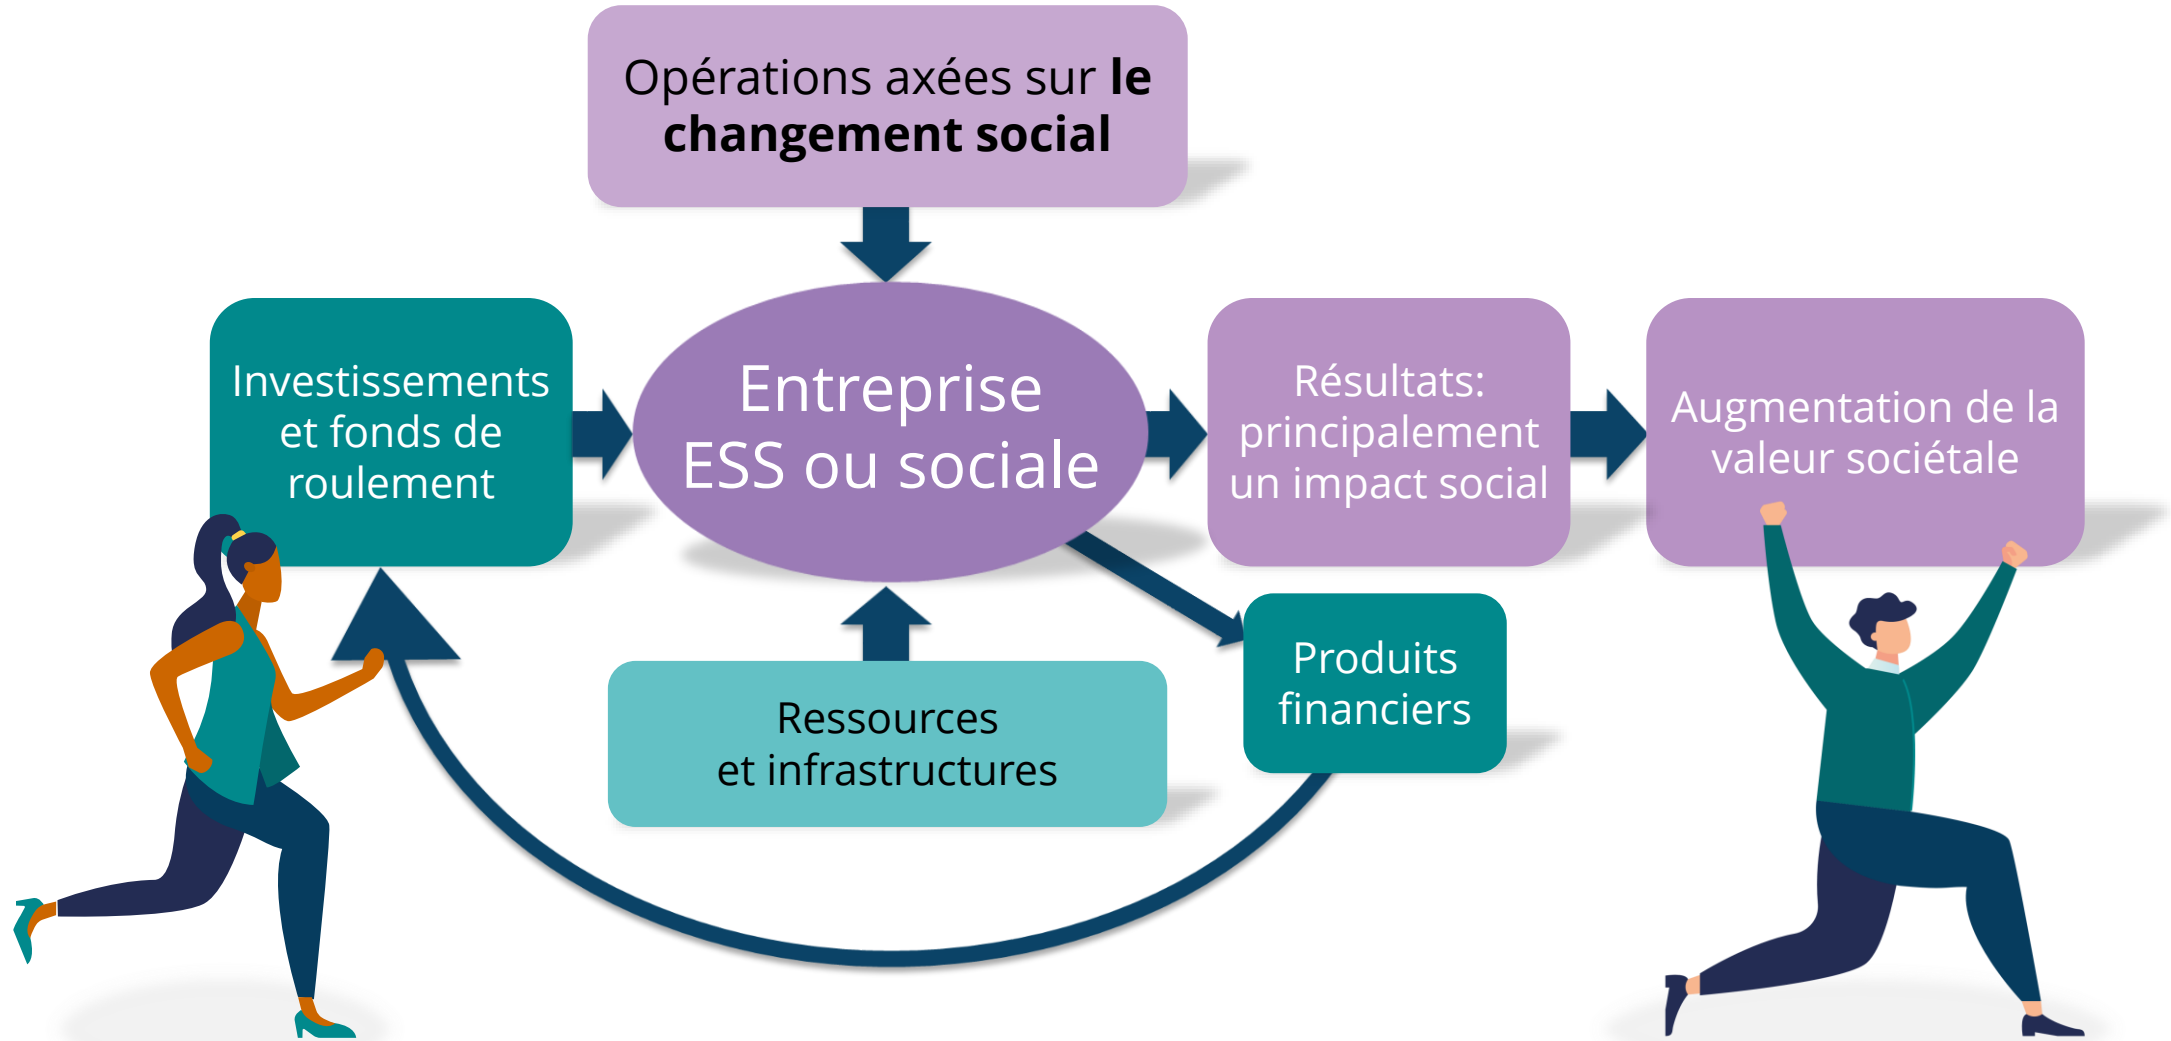 Opérations axées sur le
changement social
Investissements
et fonds de
roulement
Entreprise
ESS ou sociale
Résultats:
principalement
un impact social
Augmentation de la
valeur sociétale
Produits
financiers
Ressources
et infrastructures